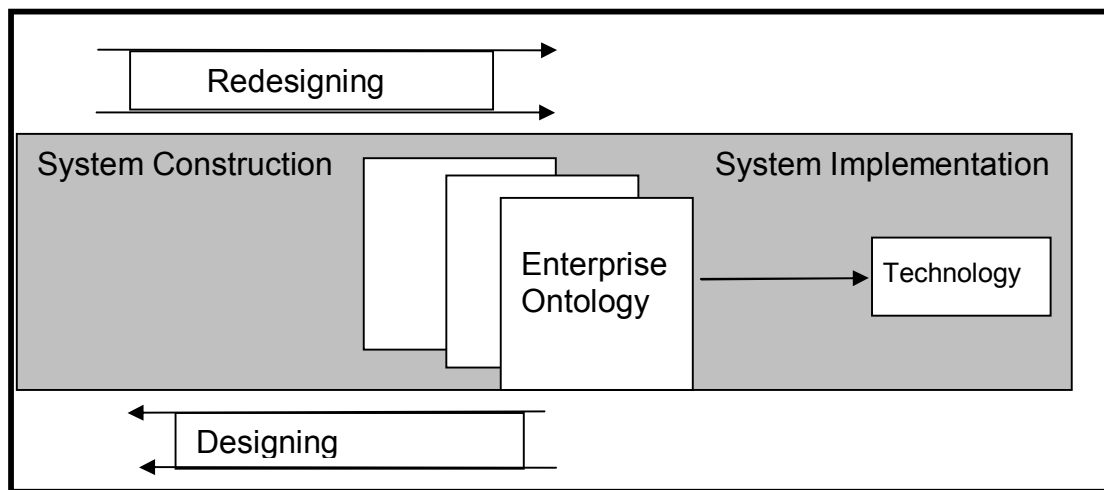 Redesigning
System Construction
System Implementation
Enterprise
Ontology
Technology
Designing